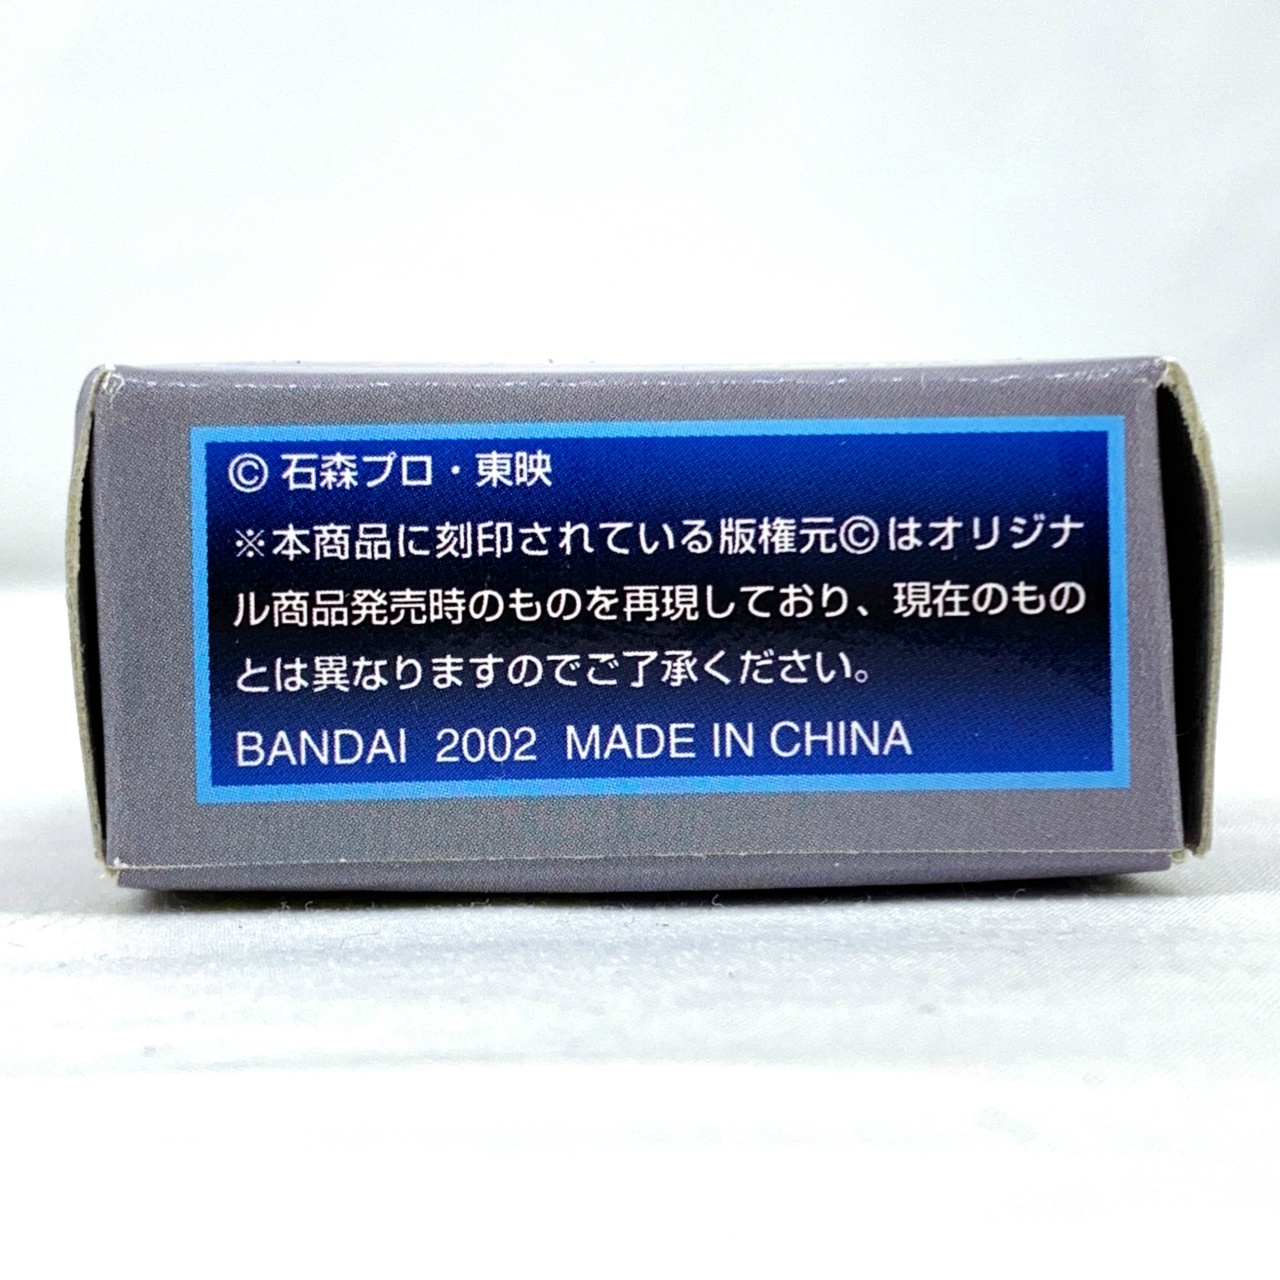 © 石森プロ・東映
※本商品に刻印されている版権元©はオリジナ
ル商品発売時のものを再現しており、現在のもの
とは異なりますのでご了承ください。
BANDAI 2002 MADE IN CHINA